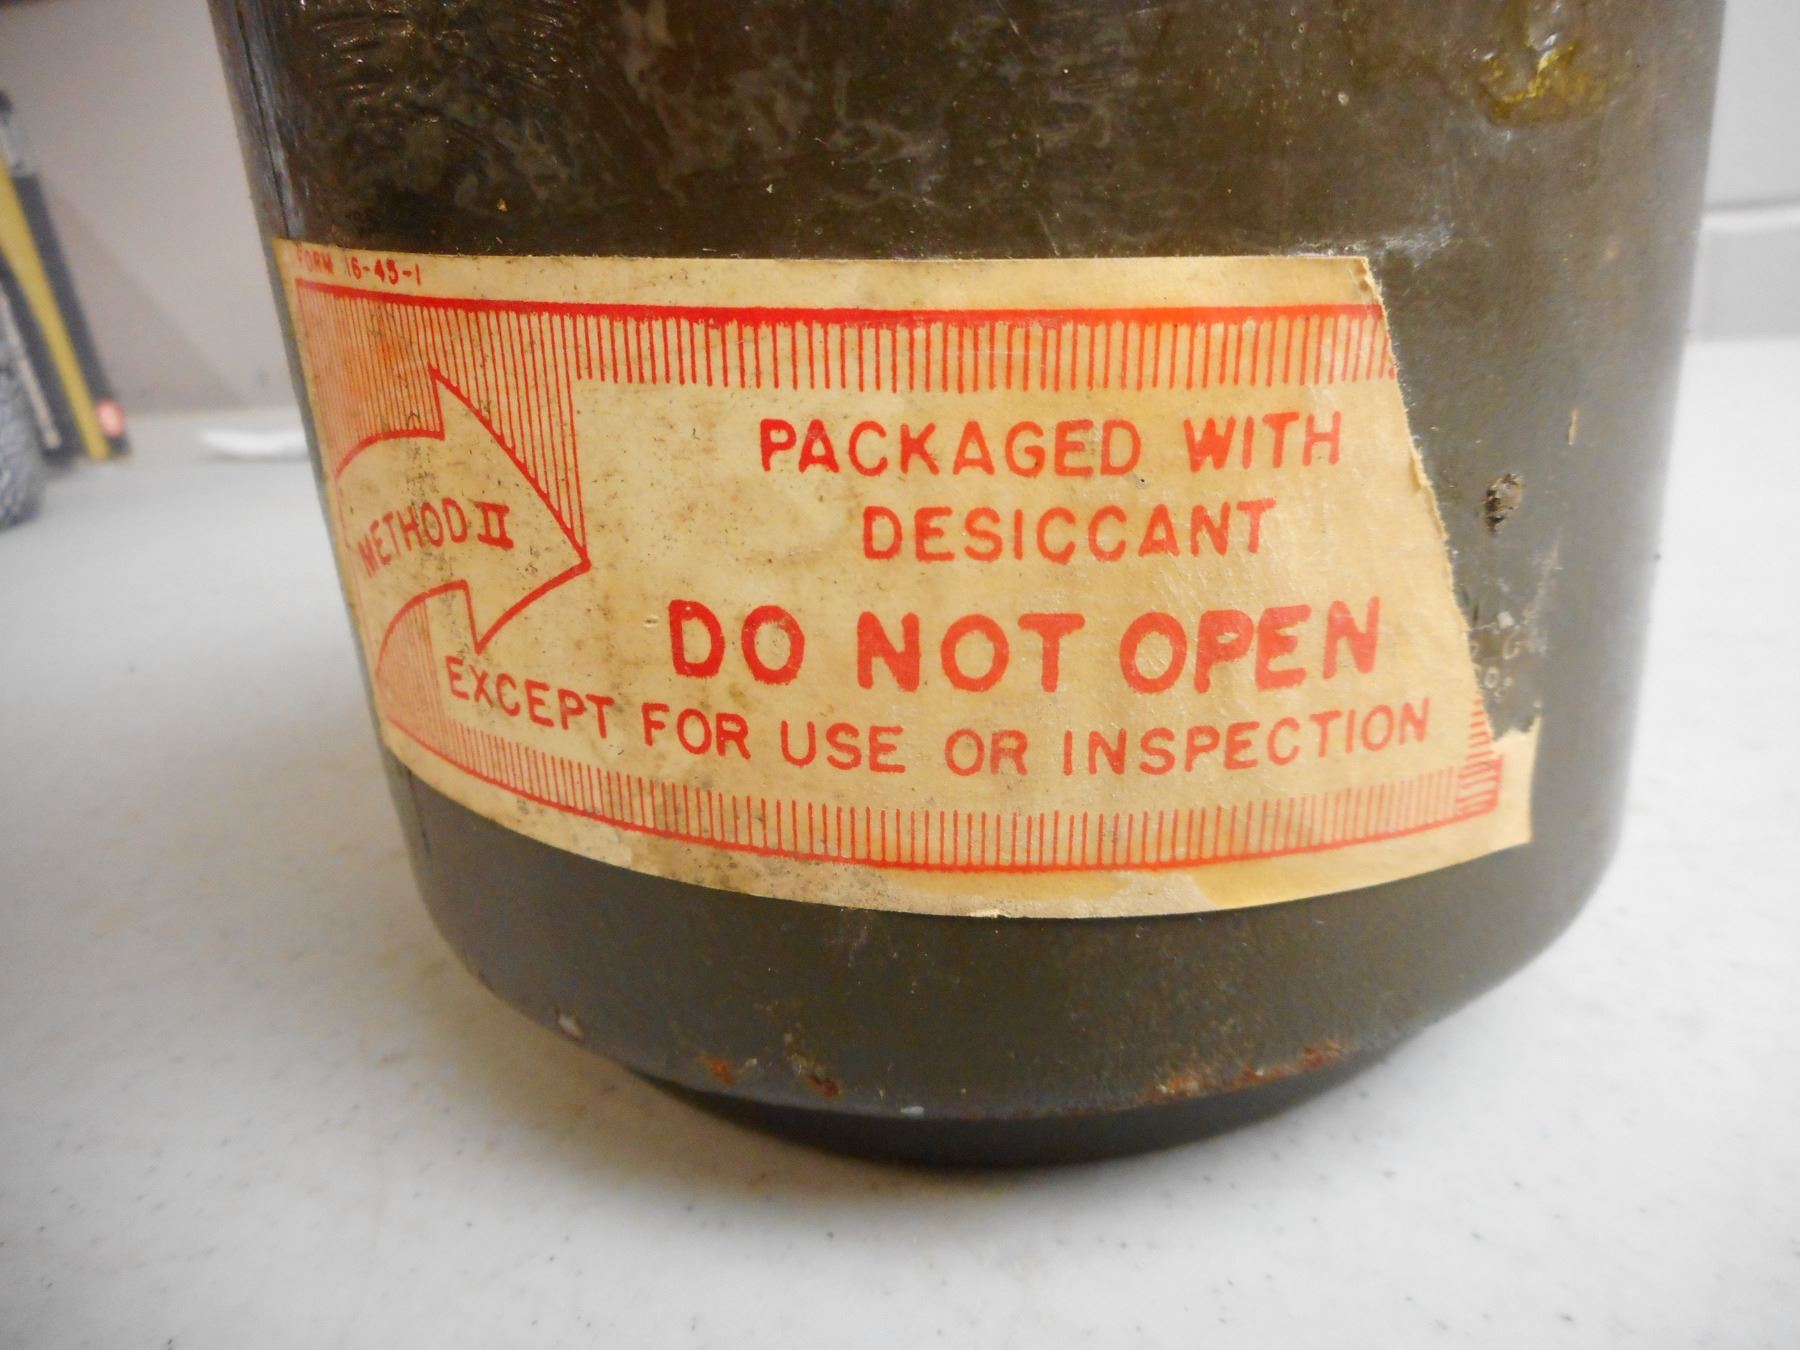 FORM 16-45-1
METHOD II
PACKAGED WITH
DESICCANT
DO NOT OPEN
EXCEPT FOR USE OR INSPECTION